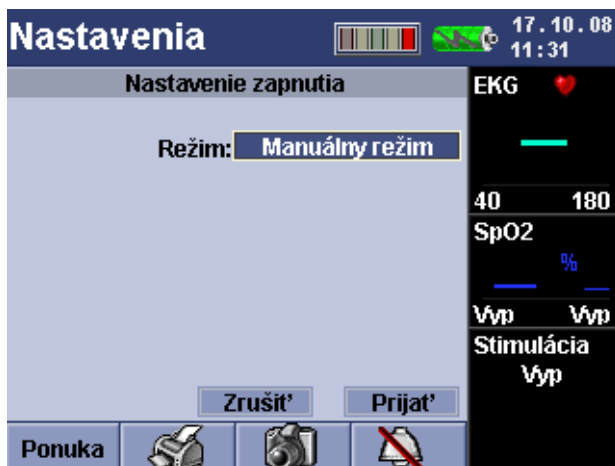 Nastavenia
17.10.08
11:31
Nastavenie zapnutia
Režim: Manuálny režim
Zrušiť
Prijať
Ponuka
EKG
40 180
SpO2
%
Vyp Vyp
Stimulácia
Vyp